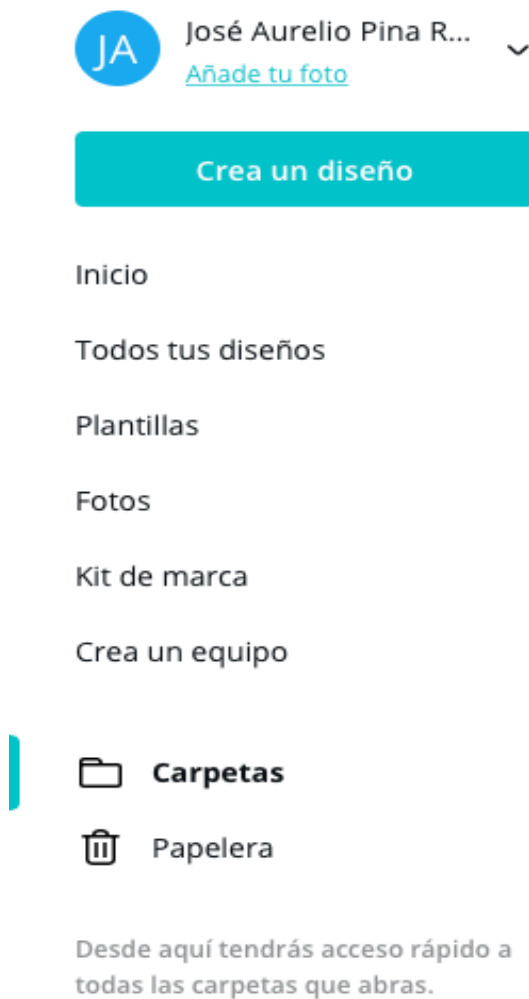 JA
José Aurelio Pina R...
Añade tu foto
Crea un diseño
Inicio
Todos tus diseños
Plantillas
Fotos
Kit de marca
Crea un equipo
Carpetas
Papelera
Desde aquí tendrás acceso rápido a
todas las carpetas que abras.